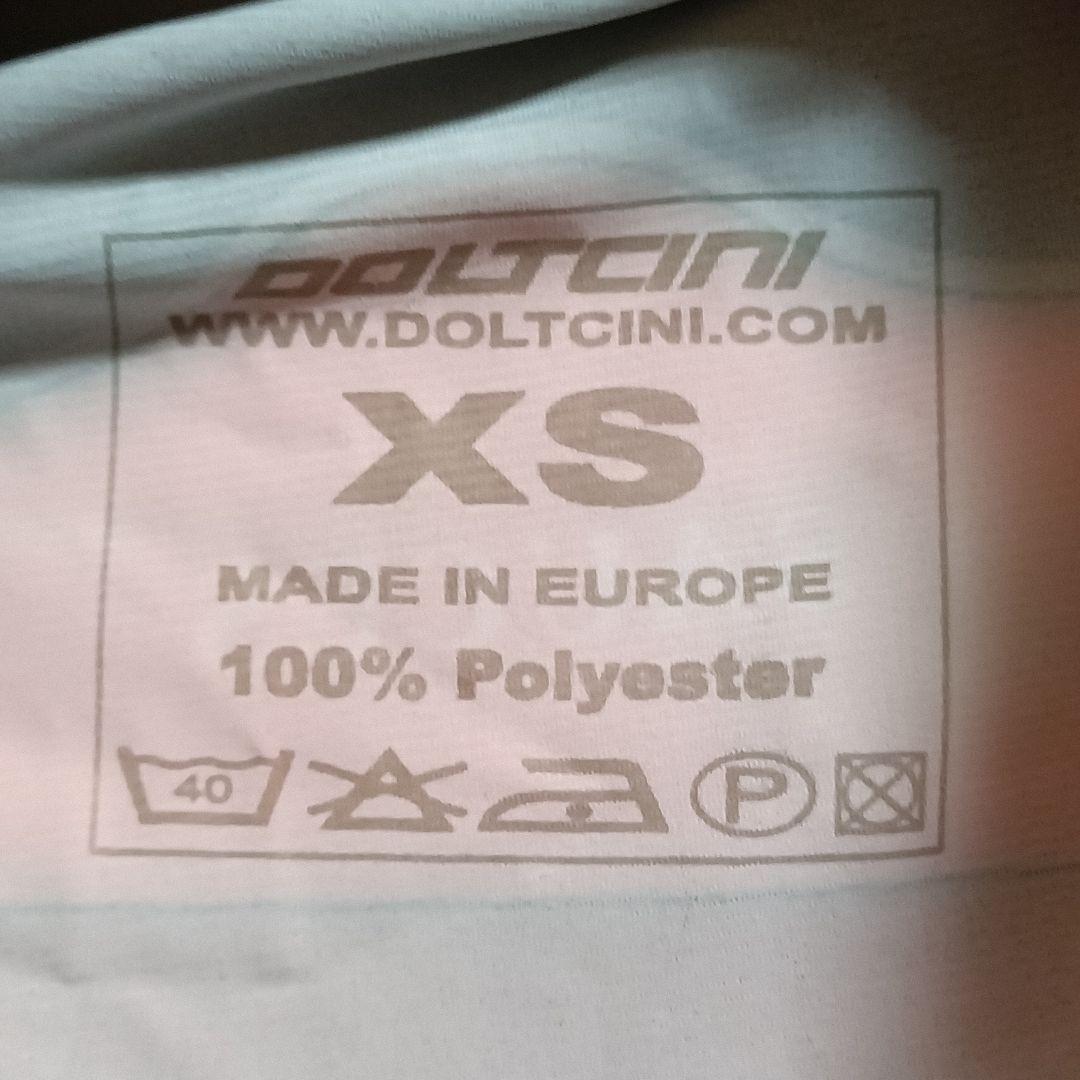 DOLTCINI
WWW.DOLTCINI.COM
XS
MADE IN EUROPE
100% Polyester
40 P